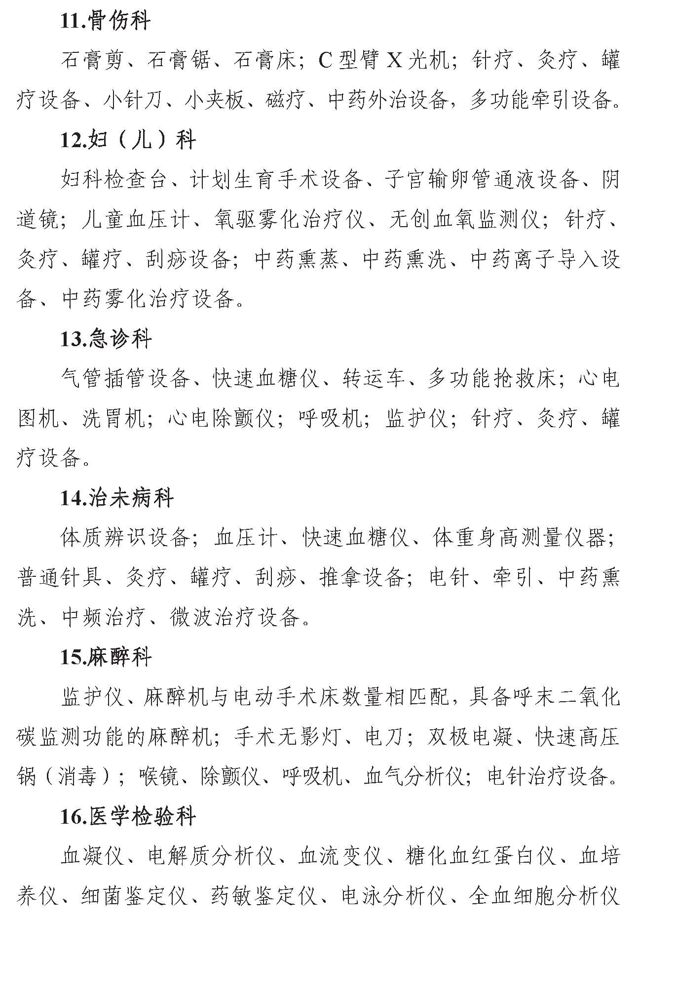 11.骨伤科
石膏剪、石膏锯、石膏床；C 型臂 X 光机；针疗、灸疗、罐
疗设备、小针刀、小夹板、磁疗、中药外治设备，多功能牵引设备。
12.妇（儿）科
妇科检查台、计划生育手术设备、子宫输卵管通液设备、阴
道镜；儿童血压计、氧驱雾化治疗仪、无创血氧监测仪；针疗、
灸疗、罐疗、刮痧设备；中药熏蒸、中药熏洗、中药离子导入设
备、中药雾化治疗设备。
13.急诊科
气管插管设备、快速血糖仪、转运车、多功能抢救床；心电
图机、洗胃机；心电除颤仪；呼吸机；监护仪；针疗、灸疗、罐
疗设备。
14.治未病科
体质辨识设备；血压计、快速血糖仪、体重身高测量仪器；
普通针具、灸疗、罐疗、刮痧、推拿设备；电针、牵引、中药熏
洗、中频治疗、微波治疗设备。
15.麻醉科
监护仪、麻醉机与电动手术床数量相匹配，具备呼末二氧化
碳监测功能的麻醉机；手术无影灯、电刀；双极电凝、快速高压
锅（消毒）；喉镜、除颤仪、呼吸机、血气分析仪；电针治疗设备。
16.医学检验科
血凝仪、电解质分析仪、血流变仪、糖化血红蛋白仪、血培
养仪、细菌鉴定仪、药敏鉴定仪、电泳分析仪、全血细胞分析仪